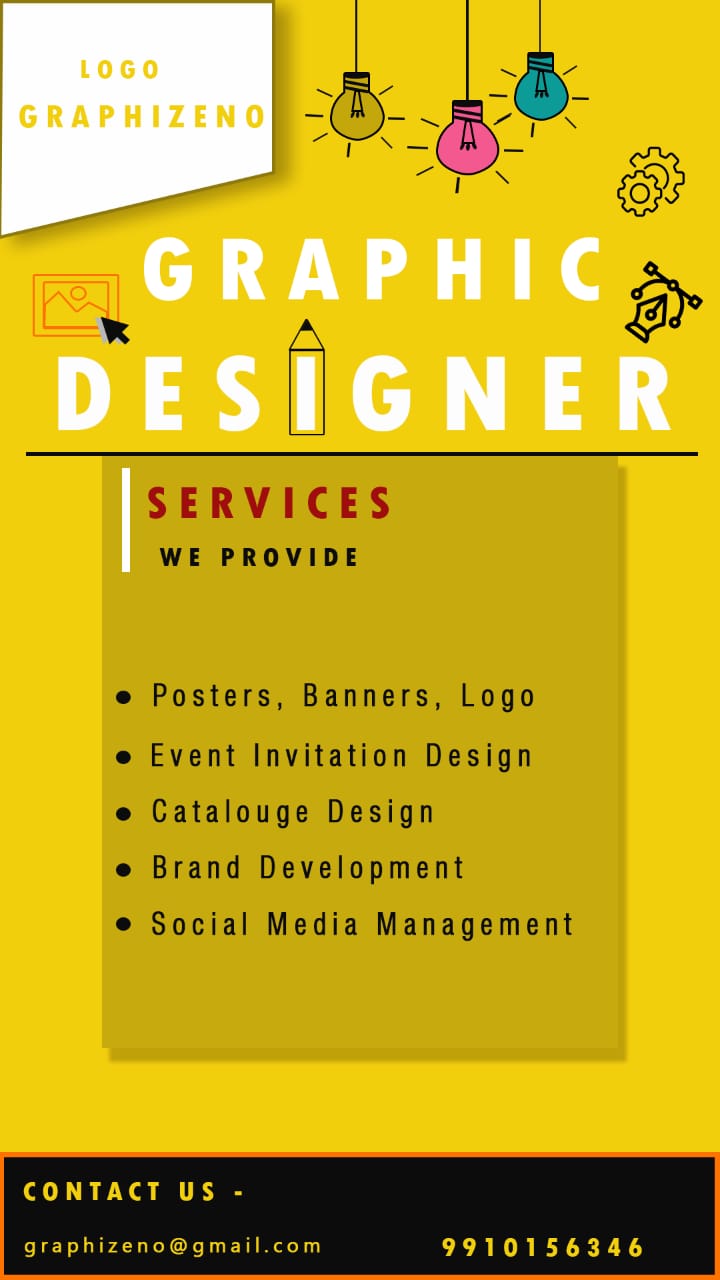 LOGO
GRAPHIZENO
GRAPHIC
DESIGNER
SERVICES
WE PROVIDE
Posters, Banners, Logo
Event Invitation Design
Catalouge Design
Brand Development
Social Media Management
CONTACT US -
graphizeno@gmail.com 9910156346